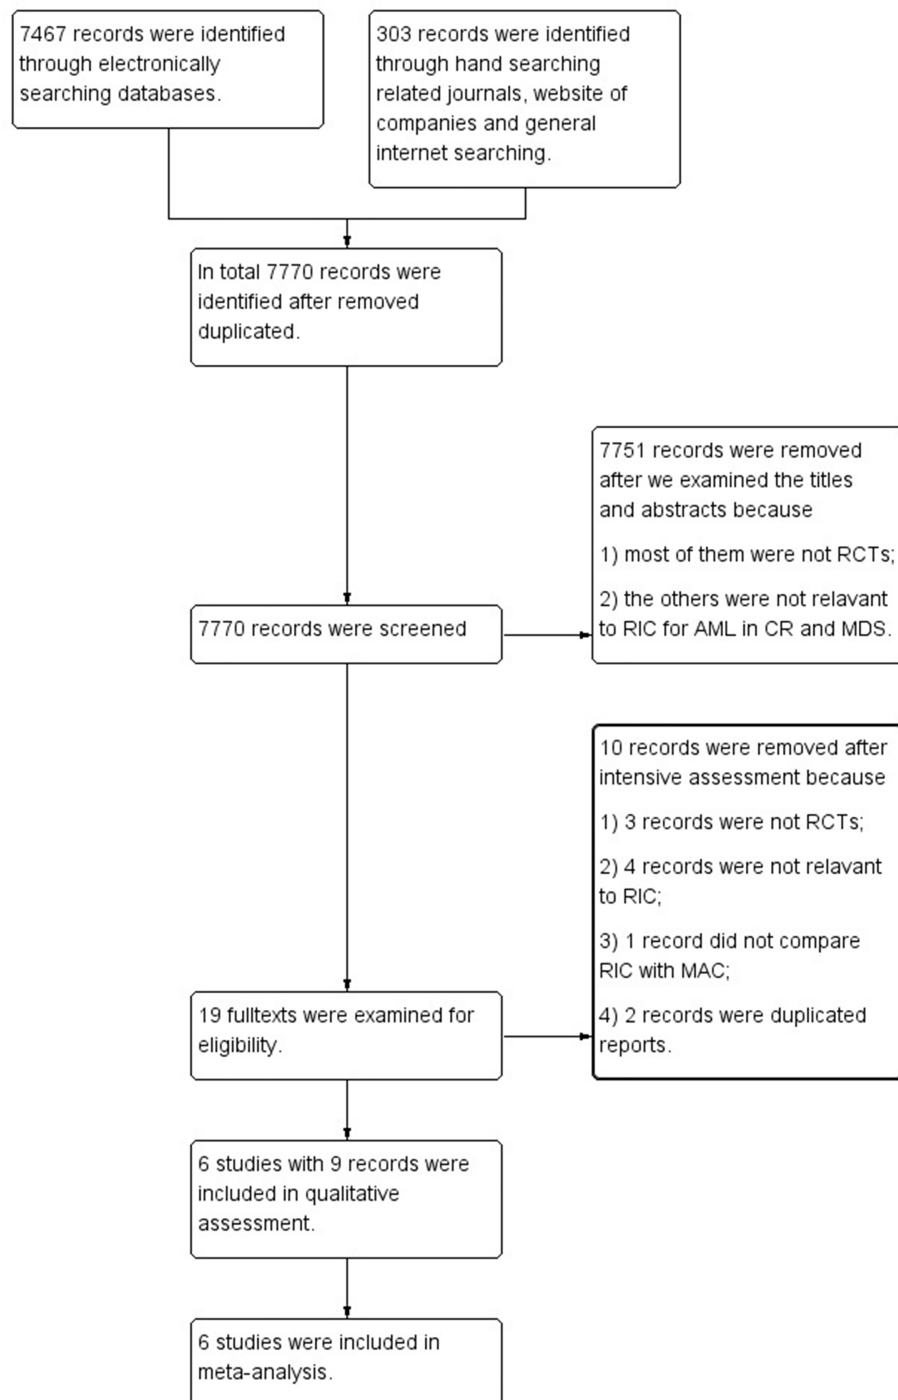 7467 records were identified
through electronically
searching databases.
303 records were identified
through hand searching
related journals, website of
companies and general
internet searching.
In total 7770 records were
identified after removed
duplicated.
7751 records were removed
after we examined the titles
and abstracts because
1) most of them were not RCTs;
2) the others were not relavant
to RIC for AML in CR and MDS.
7770 records were screened
10 records were removed after
intensive assessment because
1) 3 records were not RCTs;
2) 4 records were not relavant
to RIC;
3) 1 record did not compare
RIC with MAC;
4) 2 records were duplicated
reports.
19 fulltexts were examined for
eligibility.
6 studies with 9 records were
included in qualitative
assessment.
6 studies were included in
meta-analysis.